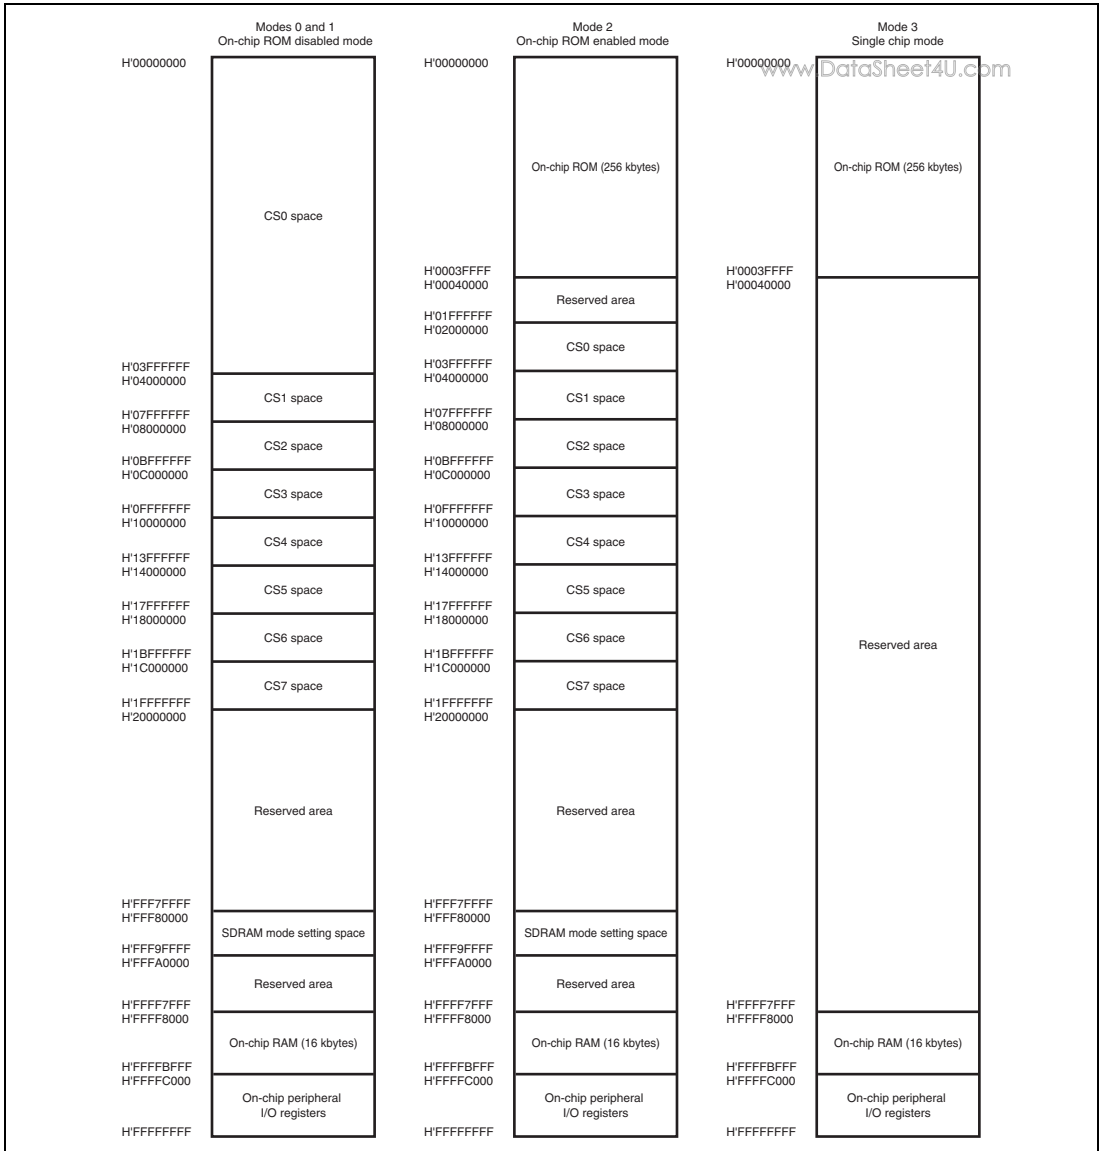 Modes 0 and 1
On-chip ROM disabled mode
H'00000000
CS0 space
H'03FFFFFF
H'04000000
CS1 space
H'07FFFFFF
H'08000000
CS2 space
H'0BFFFFFF
H'0C000000
CS3 space
H'0FFFFFFF
H'10000000
CS4 space
H'13FFFFFF
H'14000000
CS5 space
H'17FFFFFF
H'18000000
CS6 space
H'1BFFFFFF
H'1C000000
CS7 space
H'1FFFFFFF
H'20000000
Reserved area
H'FFF7FFFF
H'FFF80000
SDRAM mode setting space
H'FFF9FFFF
H'FFFA0000
Reserved area
H'FFFF7FFF
H'FFFF8000
On-chip RAM (16 kbytes)
H'FFFFBFFF
H'FFFFC000
On-chip peripheral
I/O registers
H'FFFFFFFF
Mode 2
On-chip ROM enabled mode
H'00000000
On-chip ROM (256 kbytes)
H'0003FFFF
H'00040000
Reserved area
H'01FFFFFF
H'02000000
CS0 space
H'03FFFFFF
H'04000000
CS1 space
H'07FFFFFF
H'08000000
CS2 space
H'0BFFFFFF
H'0C000000
CS3 space
H'0FFFFFFF
H'10000000
CS4 space
H'13FFFFFF
H'14000000
CS5 space
H'17FFFFFF
H'18000000
CS6 space
H'1BFFFFFF
H'1C000000
CS7 space
H'1FFFFFFF
H'20000000
Reserved area
H'FFF7FFFF
H'FFF80000
SDRAM mode setting space
H'FFF9FFFF
H'FFFA0000
Reserved area
H'FFFF7FFF
H'FFFF8000
On-chip RAM (16 kbytes)
H'FFFFBFFF
H'FFFFC000
On-chip peripheral
I/O registers
H'FFFFFFFF
Mode 3
Single chip mode
H'00000000
www.DataSheet4U.com
On-chip ROM (256 kbytes)
H'0003FFFF
H'00040000
Reserved area
H'FFFF7FFF
H'FFFF8000
On-chip RAM (16 kbytes)
H'FFFFBFFF
H'FFFFC000
On-chip peripheral
I/O registers
H'FFFFFFFF